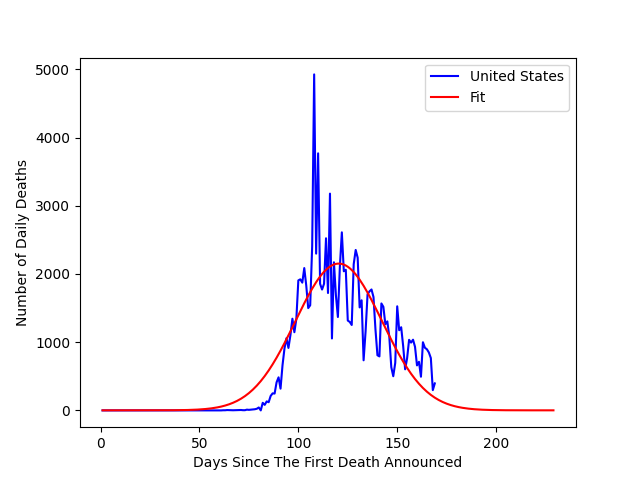 United States
Fit
Number of Daily Deaths
5000
4000
3000
2000
1000
0
0
50
100
150
200
Days Since The First Death Announced